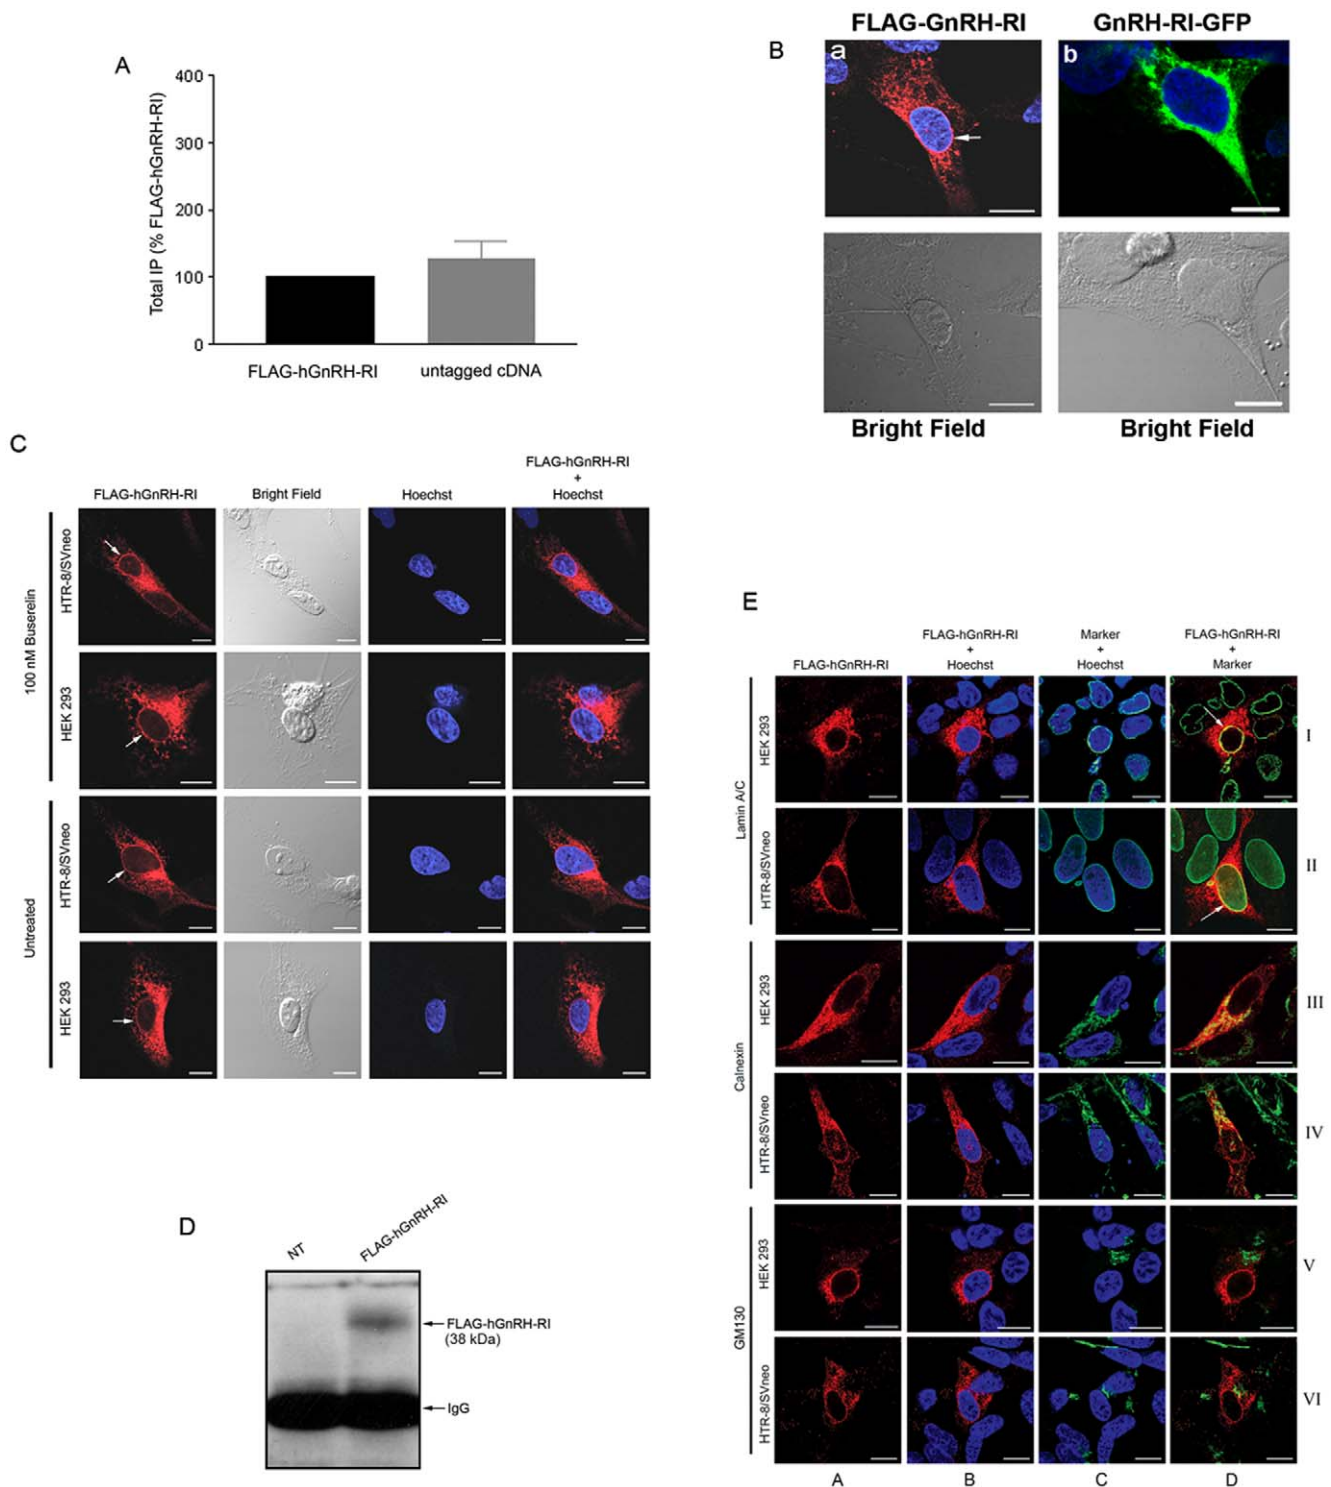 A
400
300
200
100
0
Total IP (% FLAG-hGnRH-RI)
FLAG-hGnRH-RI
untagged cDNA
B
FLAG-GnRH-RI
GnRH-RI-GFP
a
b
Bright Field
Bright Field
C
FLAG-hGnRH-RI
Bright Field
Hoechst
FLAG-hGnRH-RI
+
Hoechst
100 nM Buserelin
HTR-8/SVneo
HEK 293
Untreated
HTR-8/SVneo
HEK 293
D
NT
FLAG-hGnRH-RI
FLAG-hGnRH-RI
(38 kDa)
IgG
E
FLAG-hGnRH-RI
FLAG-hGnRH-RI
+
Hoechst
Marker
+
Hoechst
FLAG-hGnRH-RI
+
Marker
Lamin A/C
HEK 293
I
HTR-8/SVneo
II
Calnexin
HEK 293
III
HTR-8/SVneo
IV
GM130
HEK 293
V
HTR-8/SVneo
VI
A
B
C
D